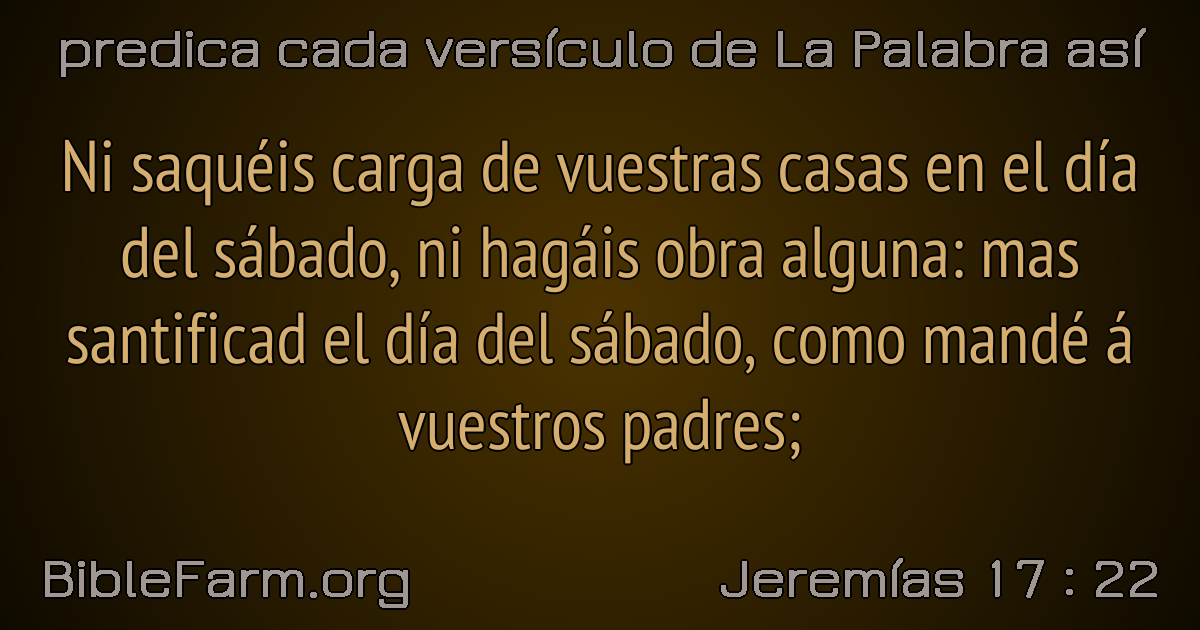 predica cada versículo de La Palabra así
Ni saquéis carga de vuestras casas en el día
del sábado, ni hagáis obra alguna: mas
santificad el día del sábado, como mandé á
vuestros padres;
BibleFarm.org
Jeremías 17 : 22